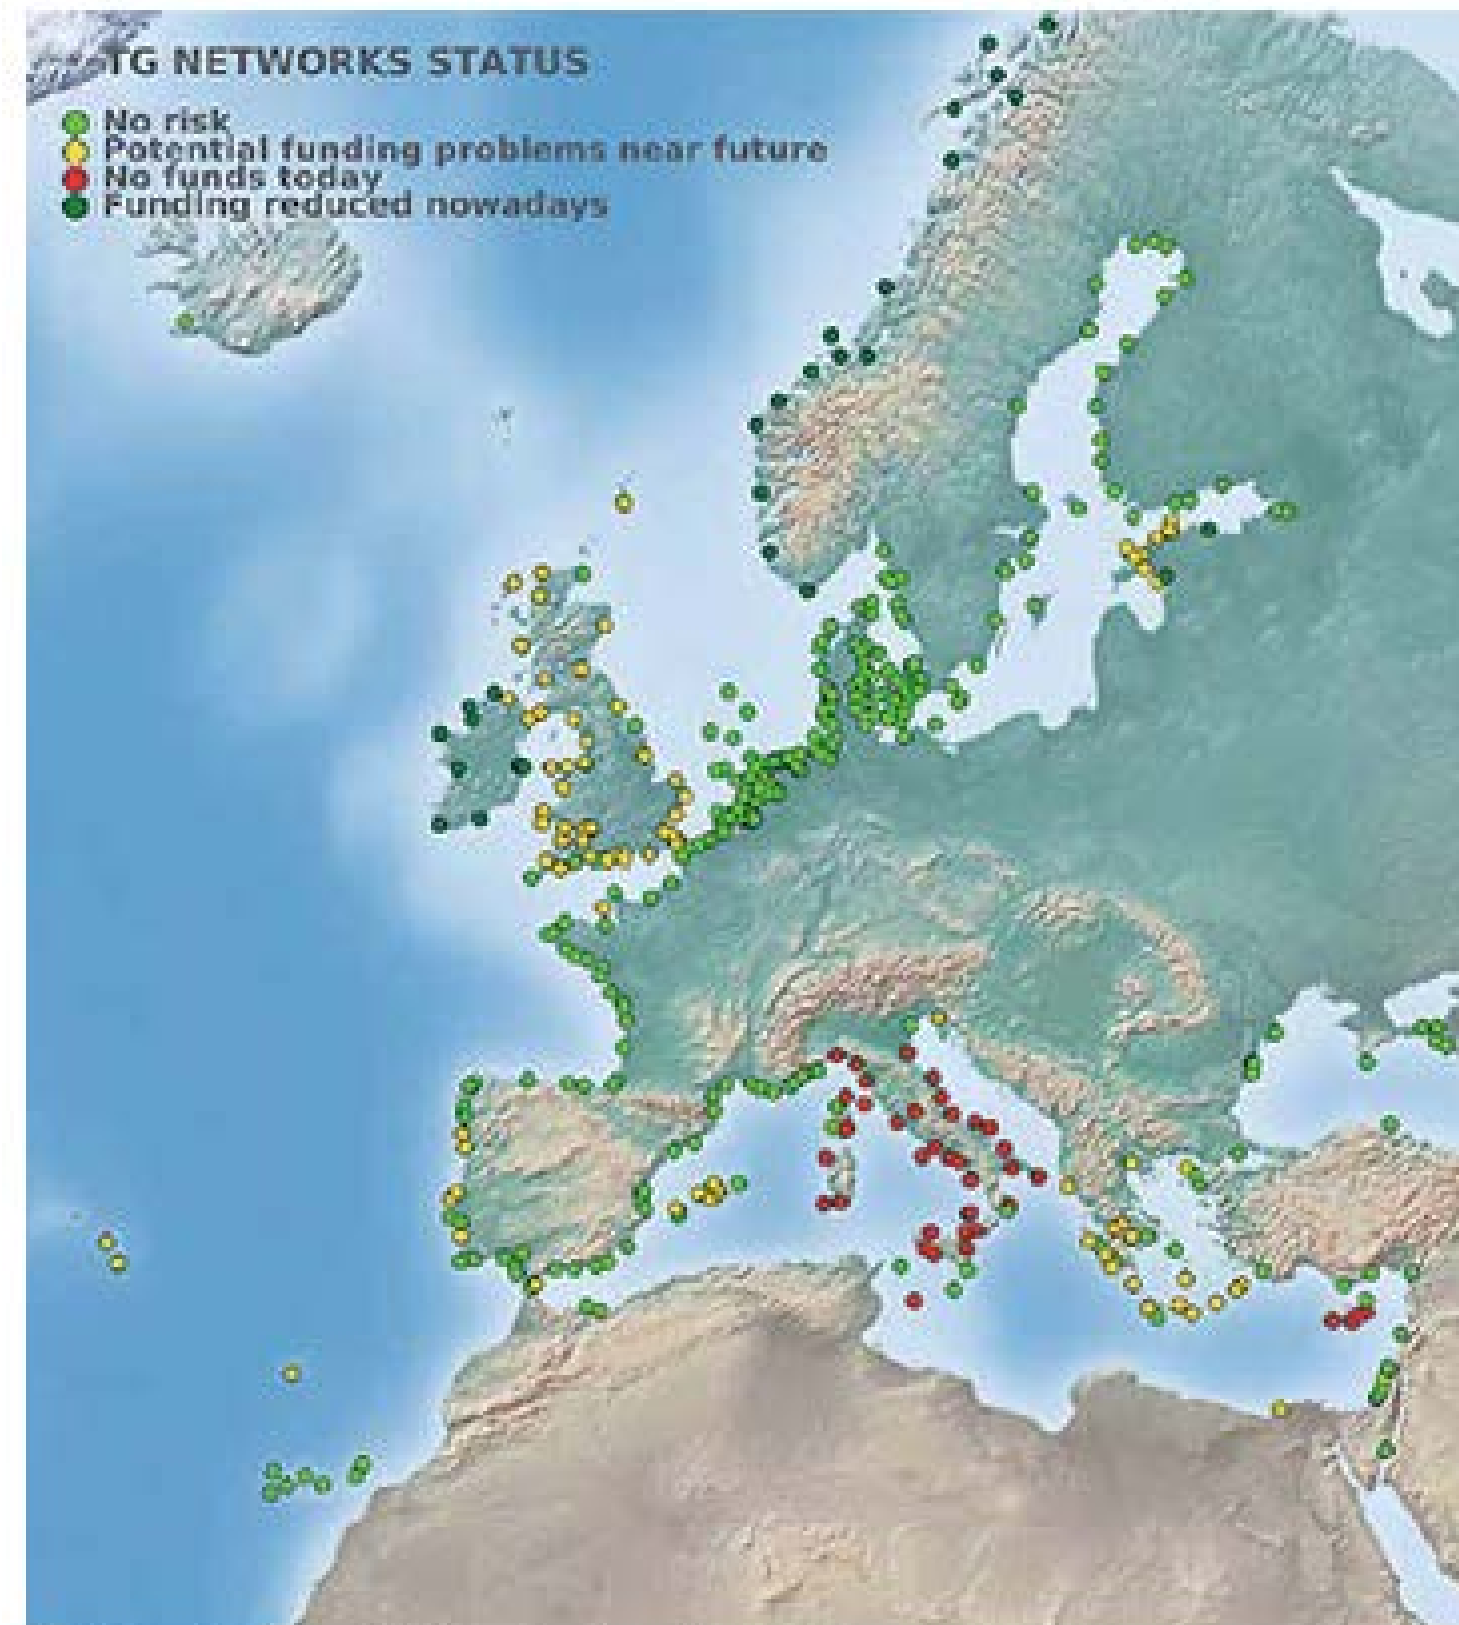 TG NETWORKS STATUS
No risk
Potential funding problems near future
No funds today
Funding reduced nowadays